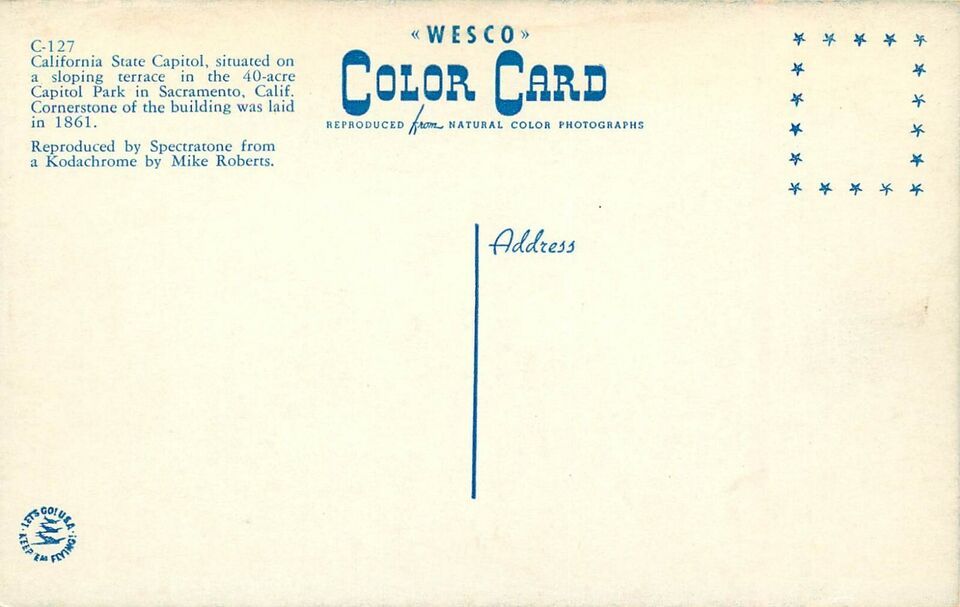 C-127
California State Capitol, situated on
a sloping terrace in the 40-acre
Capitol Park in Sacramento, Calif.
Cornerstone of the building was laid
in 1861.
Reproduced by Spectratone from
a Kodachrome by Mike Roberts.
«WESCO»
COLOR CARD
REPRODUCED from NATURAL COLOR PHOTOGRAPHS
Address
LET'S GO! U.S.A.
KEEP 'EM FLYING!